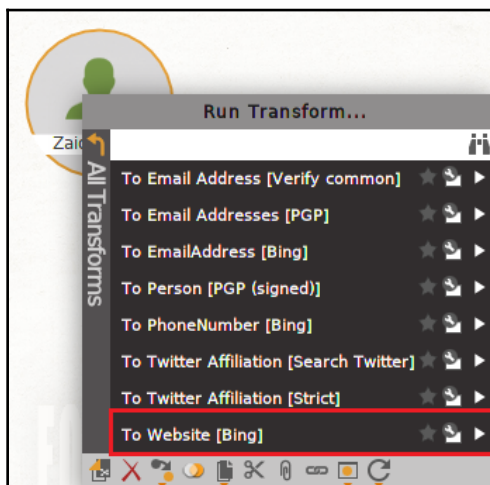 Run Transform...
Zaid
All Transforms
To Email Address [Verify common]
To Email Addresses [PGP]
To EmailAddress [Bing]
To Person [PGP (signed)]
To PhoneNumber [Bing]
To Twitter Affiliation [Search Twitter]
To Twitter Affiliation [Strict]
To Website [Bing]